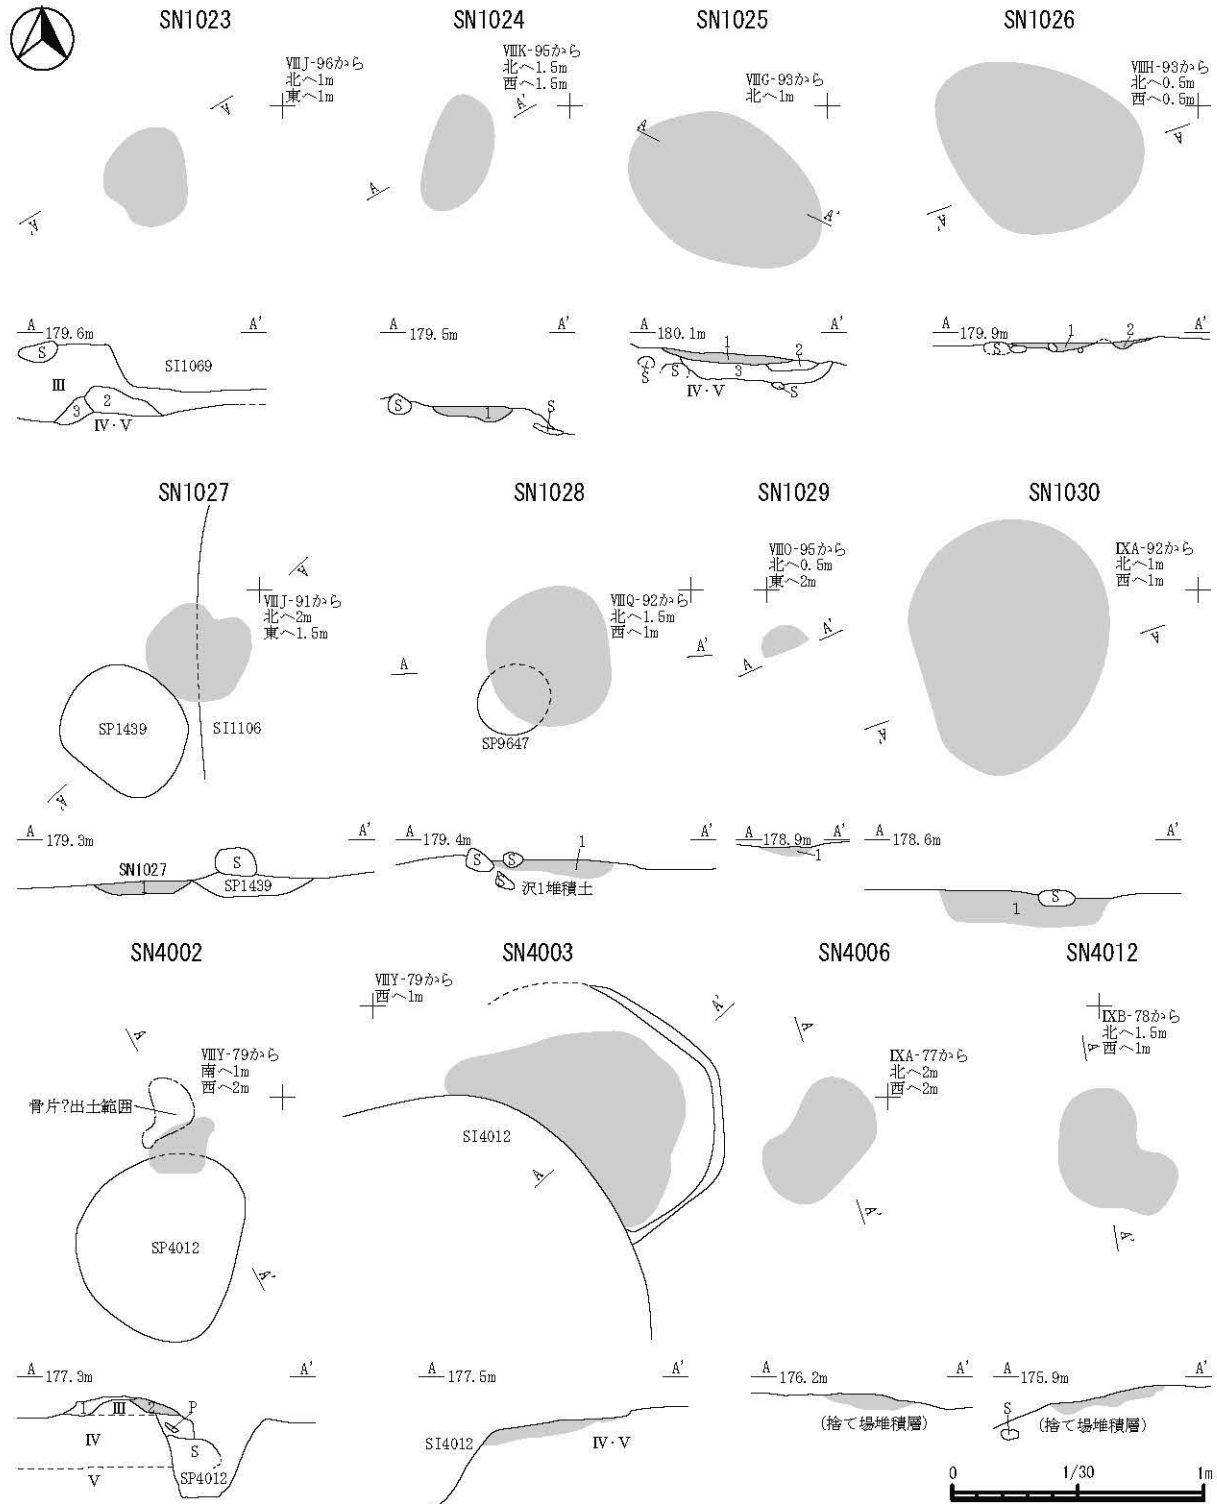 SN1023
ⅧJ-96から
北へ1m
東へ1m
A
A'
A 179.6m A'
S
SI1069
Ⅲ
2
3
Ⅳ・Ⅴ
SN1024
ⅧK-95から
北へ1.5m
西へ1.5m
A'
A
A 179.5m A'
S
1
S
SN1025
ⅧG-93から
北へ1m
A
A'
A 180.1m A'
1
2
S
S
3
Ⅳ・Ⅴ
S
SN1026
ⅧH-93から
北へ0.5m
西へ0.5m
A
A'
A 179.9m A'
1
2
S
SN1027
A
ⅧJ-91から
北へ2m
東へ1.5m
SP1439
SI1106
A'
A 179.3m A'
SN1027
1
S
SP1439
SN1028
ⅧQ-92から
北へ1.5m
西へ1m
A
A'
SP9647
A 179.4m A'
1
S
S
S
沢1堆積土
SN1029
ⅧO-95から
北へ0.5m
東へ2m
A
A'
A 178.9m A'
1
SN1030
ⅨA-92から
北へ1m
西へ1m
A
A'
A 178.6m A'
1
S
SN4002
A
ⅧY-79から
南へ1m
西へ2m
骨片?出土範囲
SP4012
A'
A 177.3m A'
1
Ⅲ
2
P
Ⅳ
S
Ⅴ
SP4012
SN4003
ⅧY-79から
西へ1m
A'
SI4012
A
A 177.5m A'
SI4012
Ⅳ・Ⅴ
SN4006
A
ⅨA-77から
北へ2m
西へ2m
A'
A 176.2m A'
(捨て場堆積層)
SN4012
ⅨB-78から
北へ1.5m
西へ1m
A
A'
A 175.9m A'
S
(捨て場堆積層)
0 1/30 1m